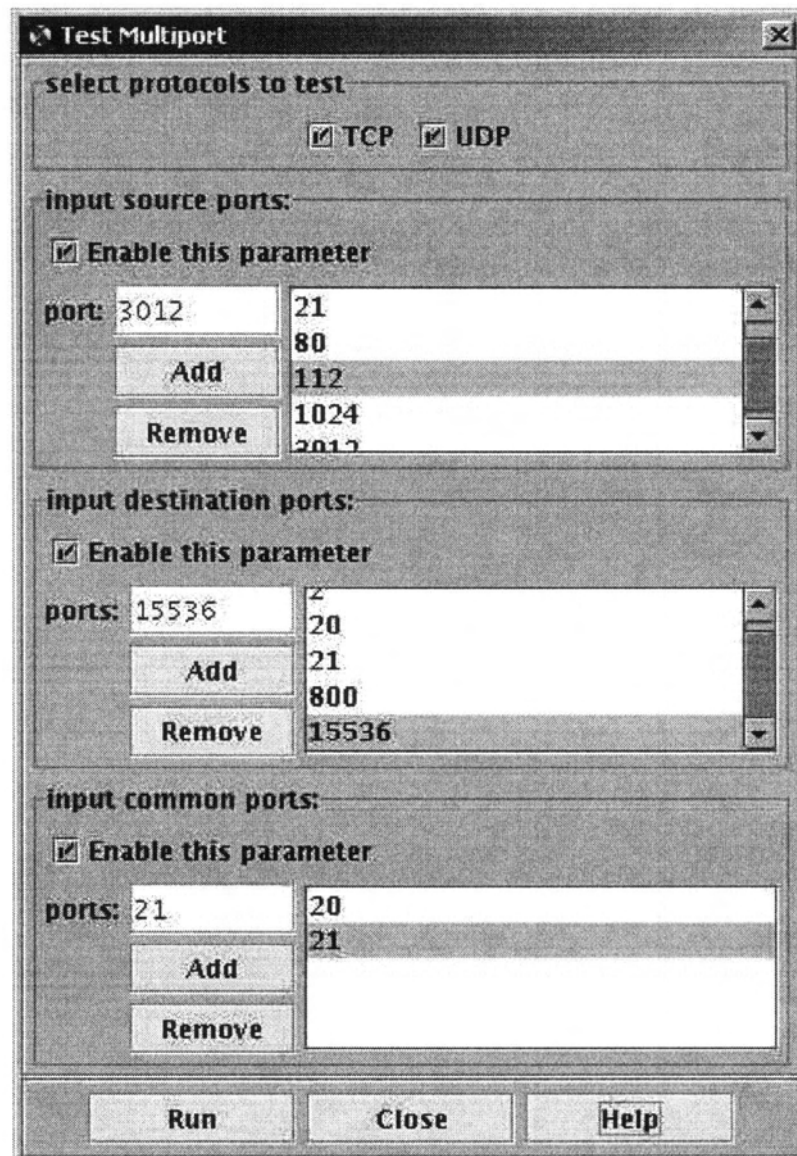 Test Multiport
select protocols to test
TCP UDP
input source ports:
Enable this parameter
port: 3012
Add
Remove
21
80
112
1024
3012
input destination ports:
Enable this parameter
ports: 15536
Add
Remove
2
20
21
800
15536
input common ports:
Enable this parameter
ports: 21
Add
Remove
20
21
Run Close Help